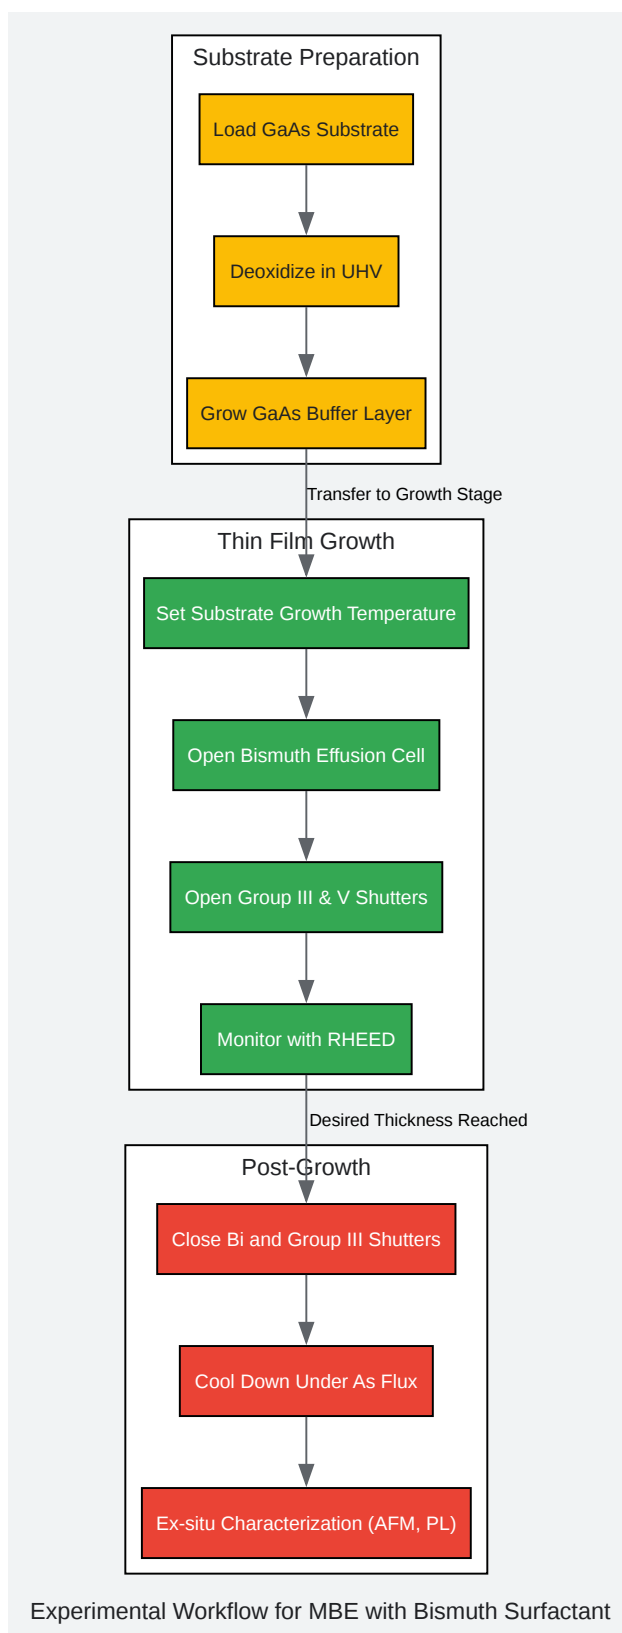 Substrate Preparation
Load GaAs Substrate
Deoxidize in UHV
Grow GaAs Buffer Layer
Transfer to Growth Stage
Thin Film Growth
Set Substrate Growth Temperature
Open Bismuth Effusion Cell
Open Group III & V Shutters
Monitor with RHEED
Desired Thickness Reached
Post-Growth
Close Bi and Group III Shutters
Cool Down Under As Flux
Ex-situ Characterization (AFM, PL)
Experimental Workflow for MBE with Bismuth Surfactant